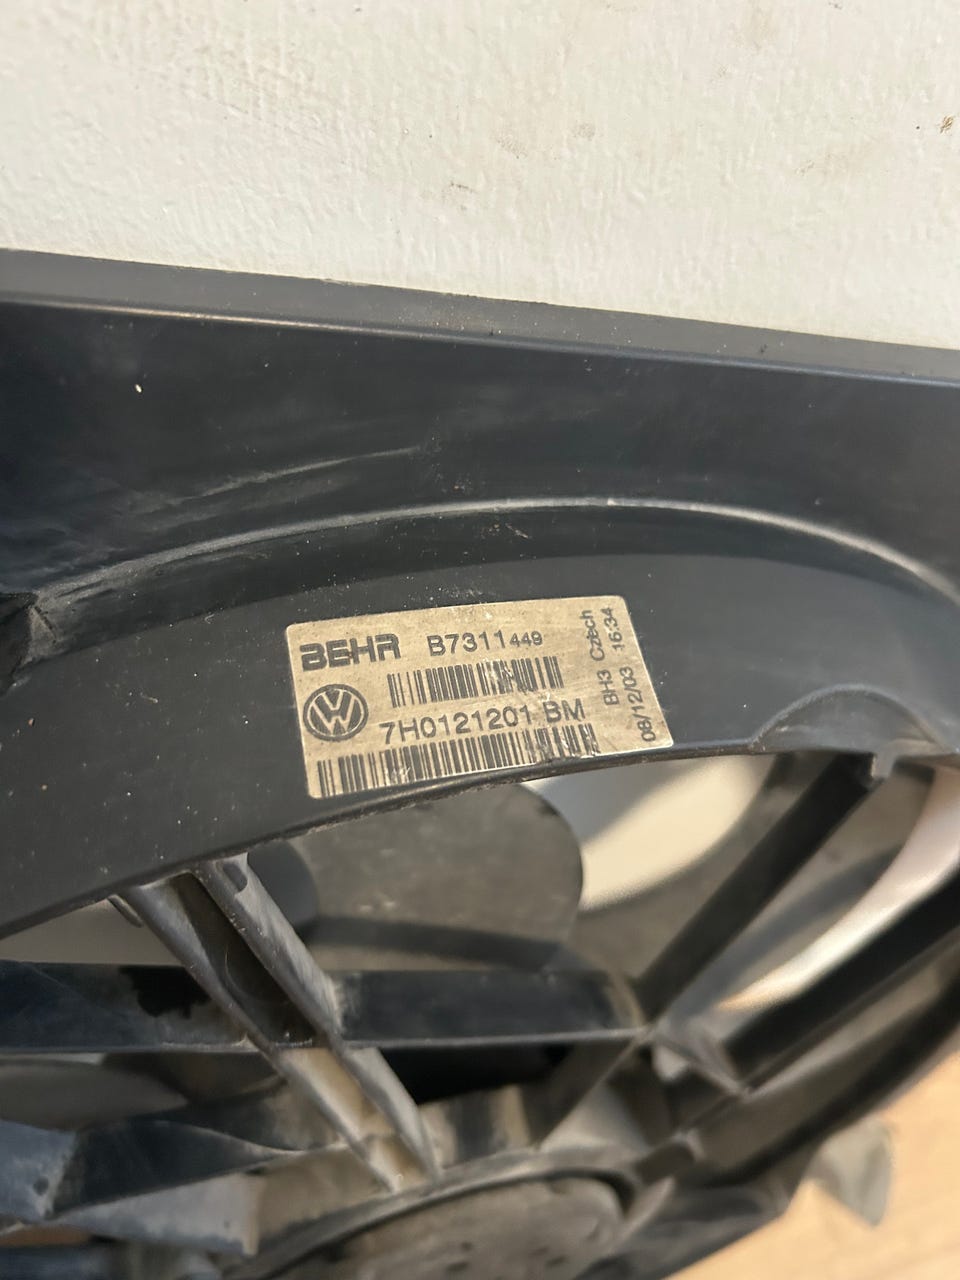 BEHR B7311449
7H0121201 BM
BH3 Czech
08/12/03 16:34